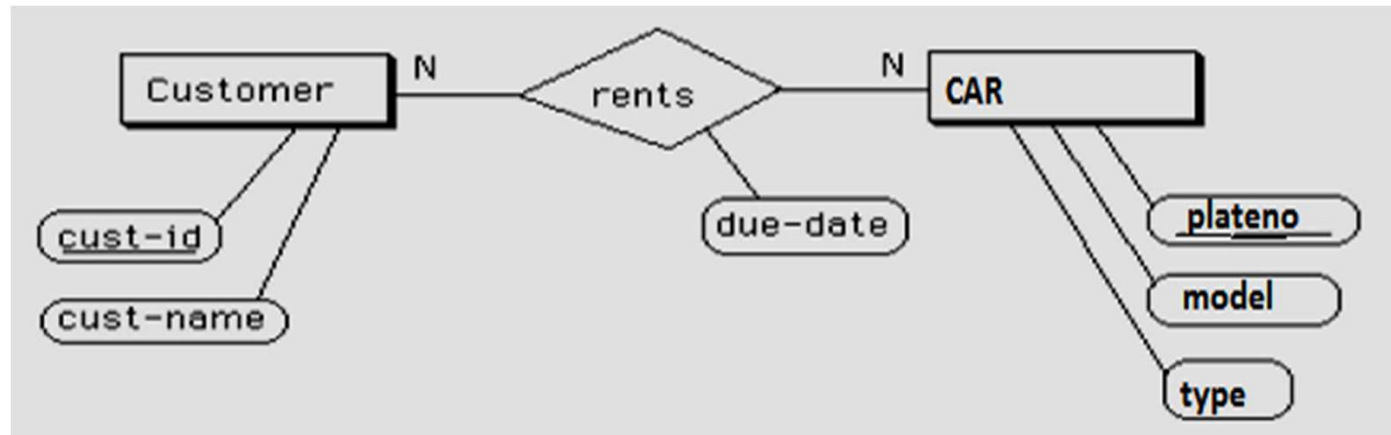 Customer
N
rents
N
CAR
cust-id
cust-name
due-date
plateno
model
type